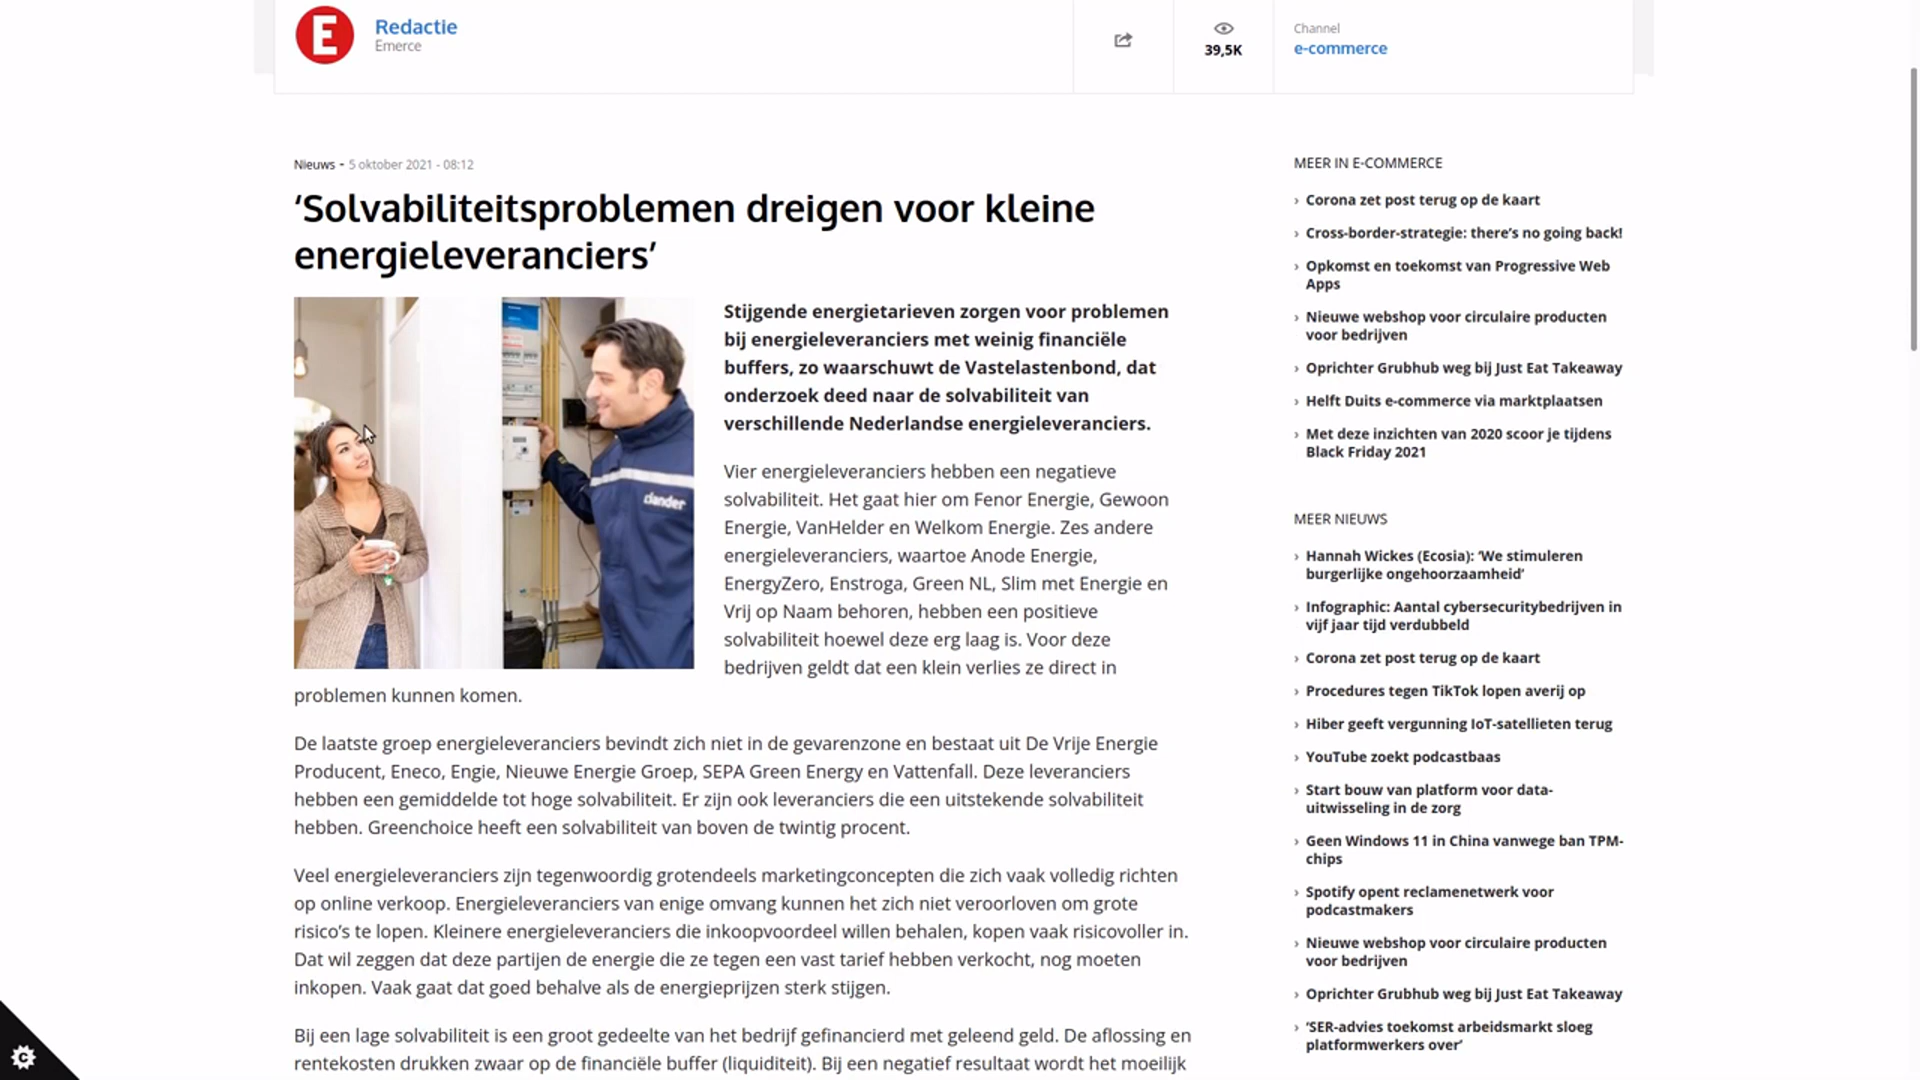 E
Redactie
Emerce
39,5K
Channel
e-commerce
Nieuws - 5 oktober 2021 - 08:12
‘Solvabiliteitsproblemen dreigen voor kleine
energieleveranciers’
Stijgende energietarieven zorgen voor problemen
bij energieleveranciers met weinig financiële
buffers, zo waarschuwt de Vastelastenbond, dat
onderzoek deed naar de solvabiliteit van
verschillende Nederlandse energieleveranciers.
Vier energieleveranciers hebben een negatieve
solvabiliteit. Het gaat hier om Fenor Energie, Gewoon
Energie, VanHelder en Welkom Energie. Zes andere
energieleveranciers, waartoe Anode Energie,
EnergyZero, Enstroga, Green NL, Slim met Energie en
Vrij op Naam behoren, hebben een positieve
solvabiliteit hoewel deze erg laag is. Voor deze
bedrijven geldt dat een klein verlies ze direct in
problemen kunnen komen.
De laatste groep energieleveranciers bevindt zich niet in de gevarenzone en bestaat uit De Vrije Energie
Producent, Eneco, Engie, Nieuwe Energie Groep, SEPA Green Energy en Vattenfall. Deze leveranciers
hebben een gemiddelde tot hoge solvabiliteit. Er zijn ook leveranciers die een uitstekende solvabiliteit
hebben. Greenchoice heeft een solvabiliteit van boven de twintig procent.
Veel energieleveranciers zijn tegenwoordig grotendeels marketingconcepten die zich vaak volledig richten
op online verkoop. Energieleveranciers van enige omvang kunnen het zich niet veroorloven om grote
risico’s te lopen. Kleinere energieleveranciers die inkoopvoordeel willen behalen, kopen vaak risicovoller in.
Dat wil zeggen dat deze partijen de energie die ze tegen een vast tarief hebben verkocht, nog moeten
inkopen. Vaak gaat dat goed behalve als de energieprijzen sterk stijgen.
Bij een lage solvabiliteit is een groot gedeelte van het bedrijf gefinancierd met geleend geld. De aflossing en
rentekosten drukken zwaar op de financiële buffer (liquiditeit). Bij een negatief resultaat wordt het moeilijk
MEER IN E-COMMERCE
› Corona zet post terug op de kaart
› Cross-border-strategie: there’s no going back!
› Opkomst en toekomst van Progressive Web
Apps
› Nieuwe webshop voor circulaire producten
voor bedrijven
› Oprichter Grubhub weg bij Just Eat Takeaway
› Helft Duits e-commerce via marktplaatsen
› Met deze inzichten van 2020 scoor je tijdens
Black Friday 2021
MEER NIEUWS
› Hannah Wickes (Ecosia): ‘We stimuleren
burgerlijke ongehoorzaamheid’
› Infographic: Aantal cybersecuritybedrijven in
vijf jaar tijd verdubbeld
› Corona zet post terug op de kaart
› Procedures tegen TikTok lopen averij op
› Hiber geeft vergunning IoT-satellieten terug
› YouTube zoekt podcastbaas
› Start bouw van platform voor data-
uitwisseling in de zorg
› Geen Windows 11 in China vanwege ban TPM-
chips
› Spotify opent reclamenetwerk voor
podcastmakers
› Nieuwe webshop voor circulaire producten
voor bedrijven
› Oprichter Grubhub weg bij Just Eat Takeaway
› ‘SER-advies toekomst arbeidsmarkt sloeg
platformwerkers over’